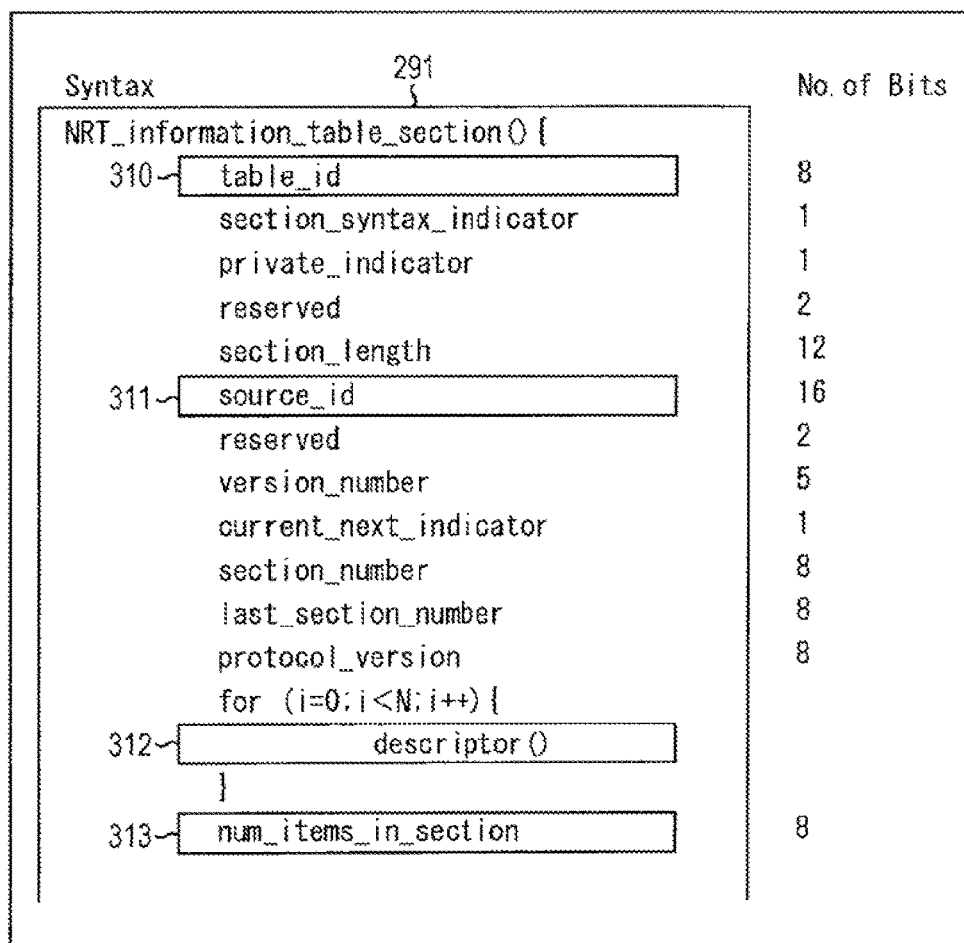 291
Syntax No. of Bits
NRT_information_table_section() {
310 table_id 8
section_syntax_indicator 1
private_indicator 1
reserved 2
section_length 12
311 source_id 16
reserved 2
version_number 5
current_next_indicator 1
section_number 8
last_section_number 8
protocol_version 8
for (i=0;i<N;i++) {
312 descriptor()
}
313 num_items_in_section 8